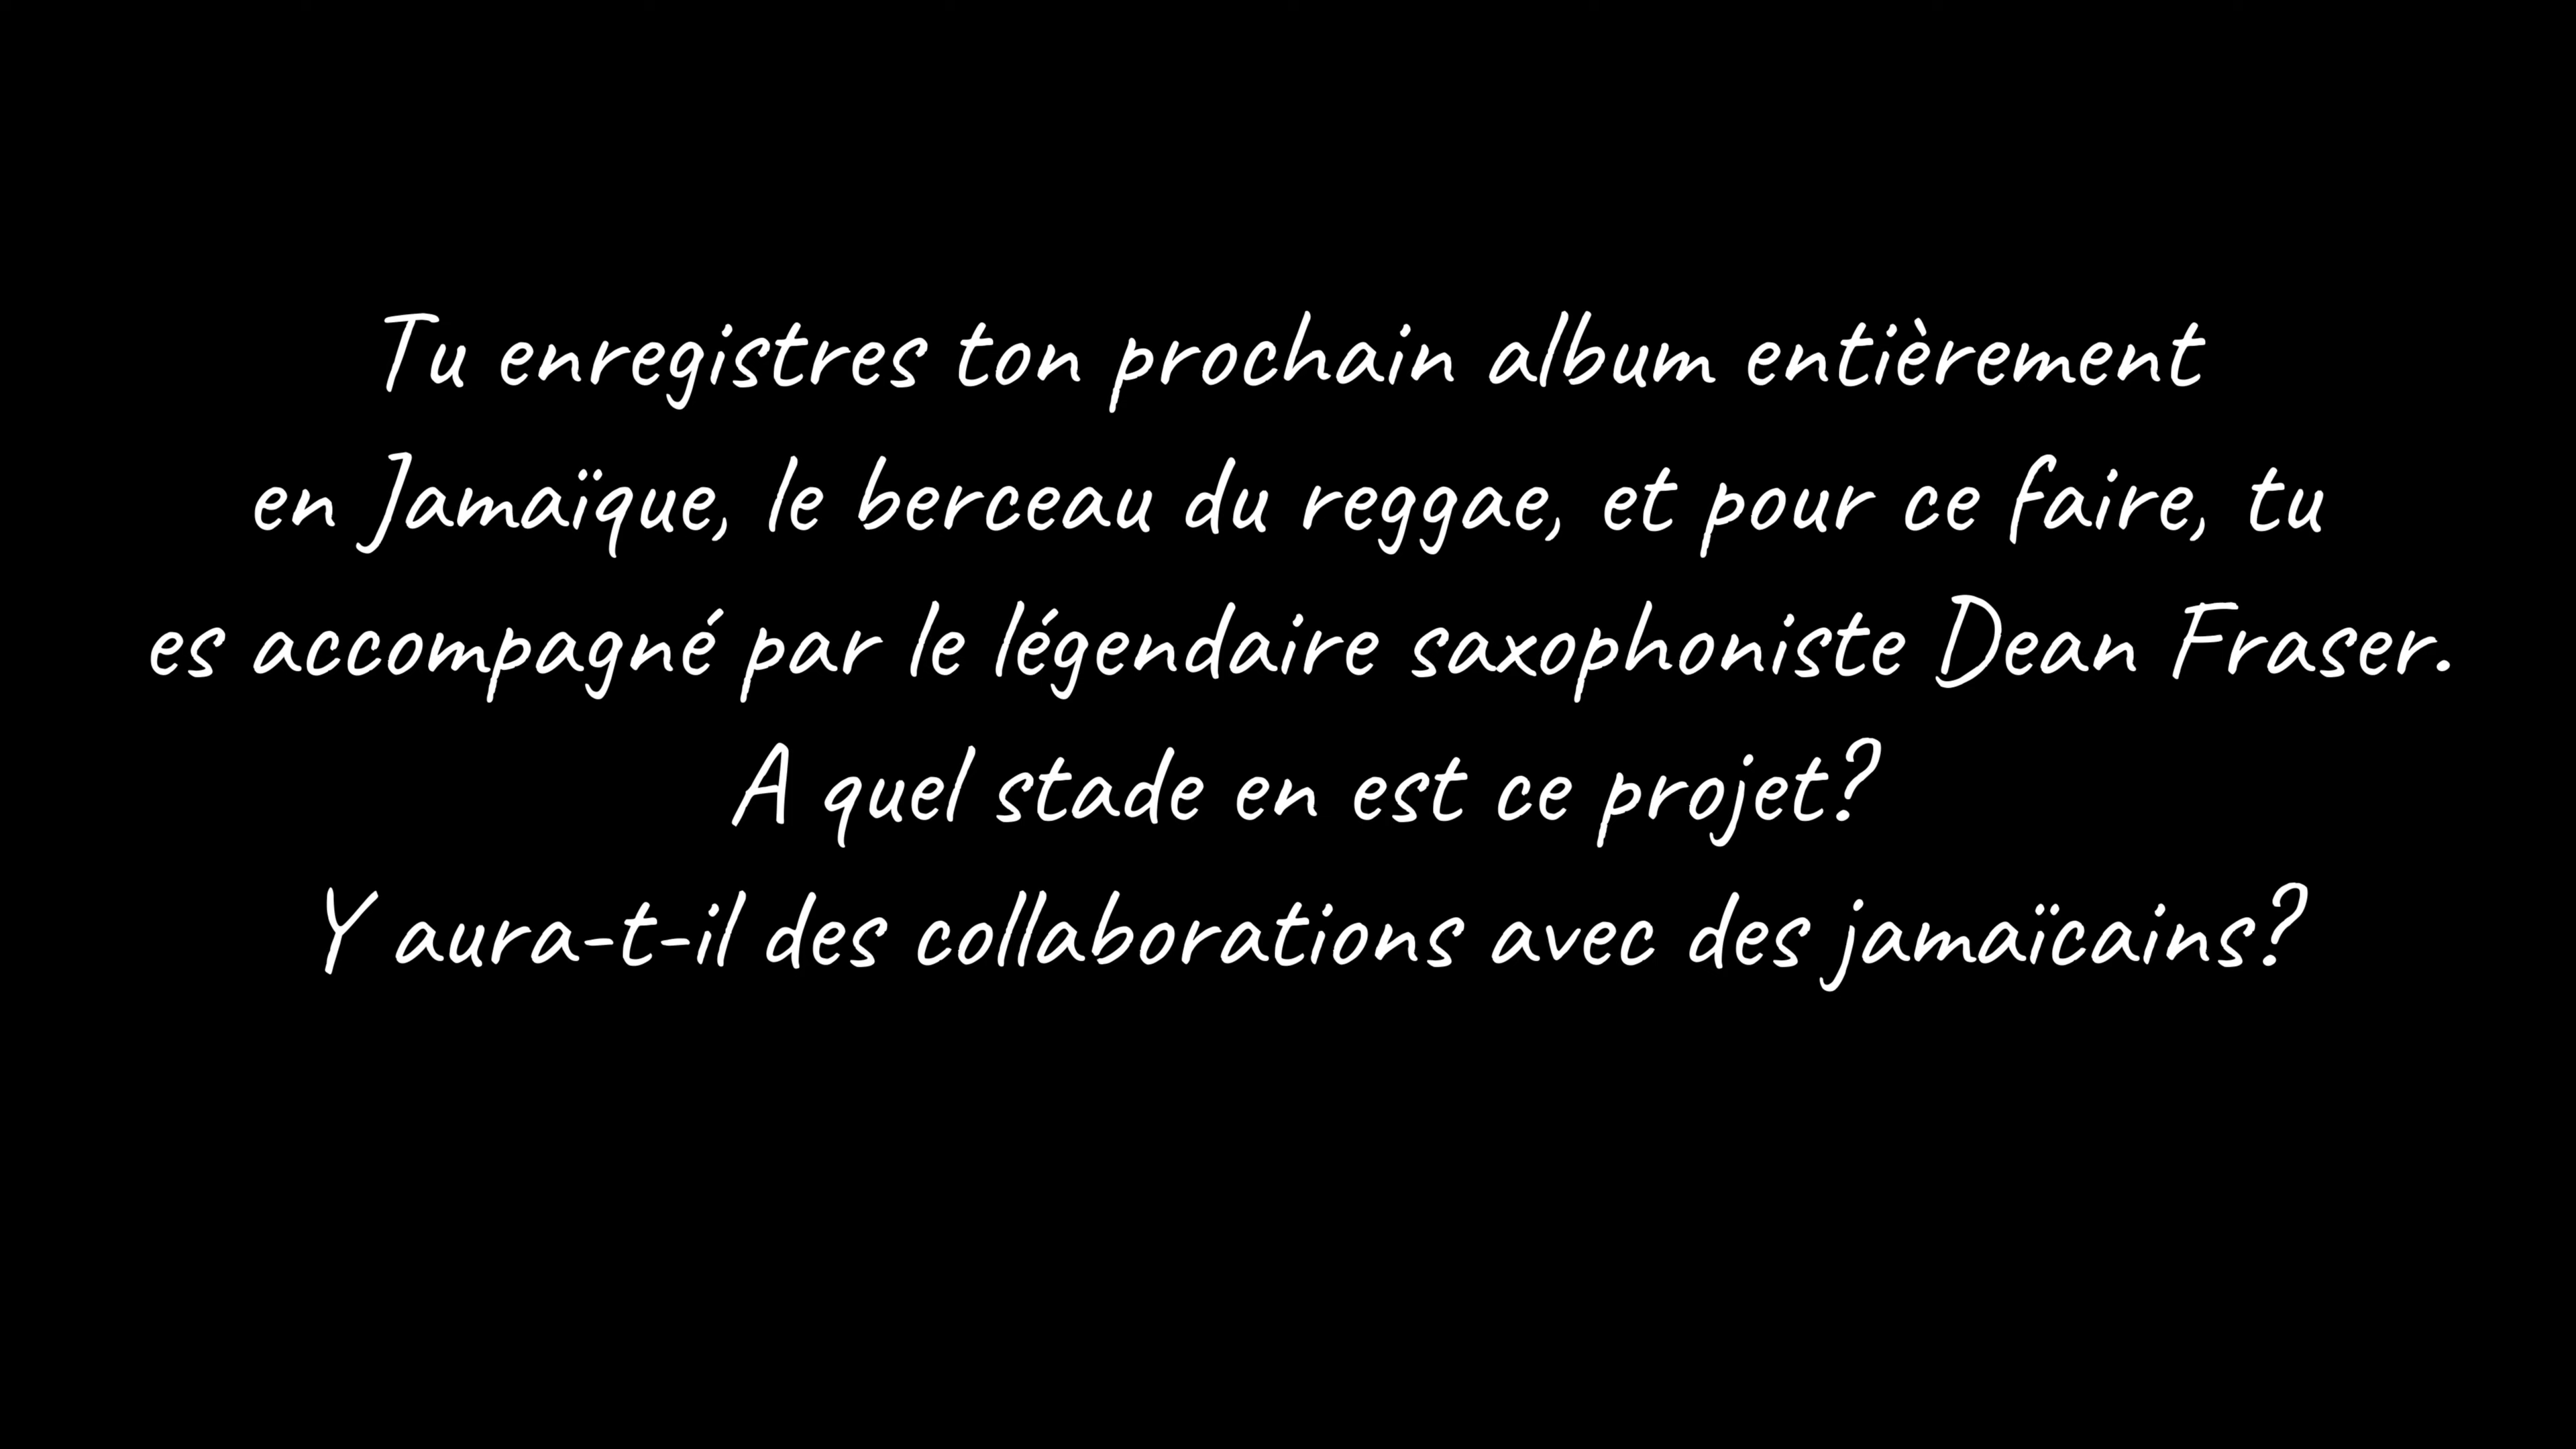 Tu enregistres ton prochain album entièrement
en Jamaïque, le berceau du reggae, et pour ce faire, tu
es accompagné par le légendaire saxophoniste Dean Fraser.
A quel stade en est ce projet?
Y aura-t-il des collaborations avec des jamaïcains?